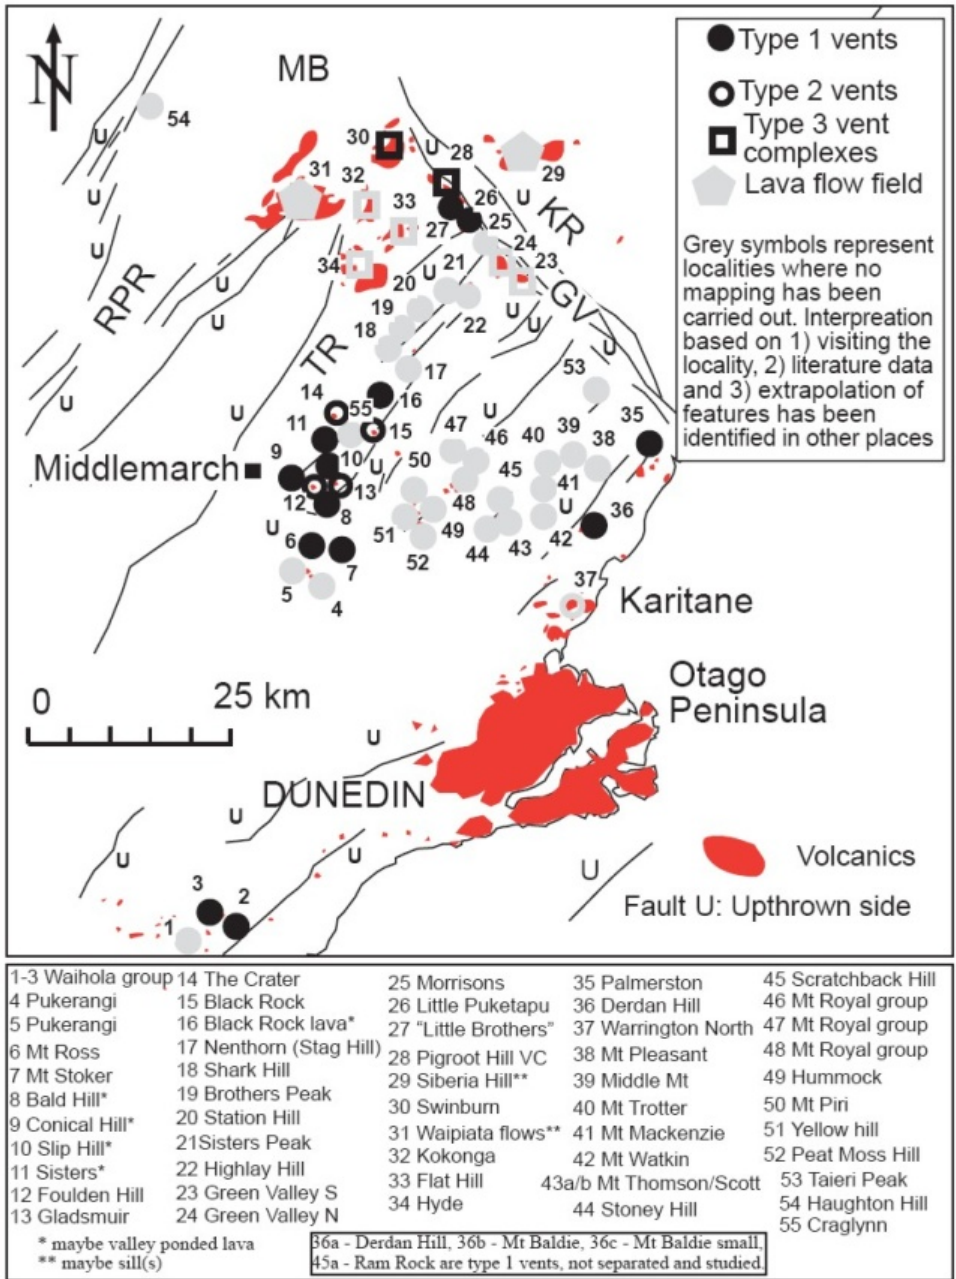 N
MB
Type 1 vents
Type 2 vents
Type 3 vent
complexes
Lava flow field
Grey symbols represent
localities where no
mapping has been
carried out. Interpreation
based on 1) visiting the
locality, 2) literature data
and 3) extrapolation of
features has been
identified in other places
54
U
30
U
28
29
31
32
33
26
U
KR
U
27
25
24
34
21
23
U
20
RPR
U
U
U
19
22
U
U
GV
18
TR
U
17
53
14
55
16
U
U
U
11
15
47
46
40
39
38
35
Middlemarch
9
10
U
50
45
41
12
13
48
U
36
8
U
51
49
44
43
42
6
7
52
5
4
37
Karitane
Otago
Peninsula
0
25 km
U
DUNEDIN
U
U
U
U
Volcanics
Fault U: Upthrown side
3
2
1
1-3 Waihola group
4 Pukerangi
5 Pukerangi
6 Mt Ross
7 Mt Stoker
8 Bald Hill*
9 Conical Hill*
10 Slip Hill*
11 Sisters*
12 Foulden Hill
13 Gladsmuir
14 The Crater
15 Black Rock
16 Black Rock lava*
17 Nenthorn (Stag Hill)
18 Shark Hill
19 Brothers Peak
20 Station Hill
21Sisters Peak
22 Highlay Hill
23 Green Valley S
24 Green Valley N
25 Morrisons
26 Little Puketapu
27 “Little Brothers”
28 Pigroot Hill VC
29 Siberia Hill**
30 Swinburn
31 Waipiata flows**
32 Kokonga
33 Flat Hill
34 Hyde
35 Palmerston
36 Derdan Hill
37 Warrington North
38 Mt Pleasant
39 Middle Mt
40 Mt Trotter
41 Mt Mackenzie
42 Mt Watkin
43a/b Mt Thomson/Scott
44 Stoney Hill
45 Scratchback Hill
46 Mt Royal group
47 Mt Royal group
48 Mt Royal group
49 Hummock
50 Mt Piri
51 Yellow hill
52 Peat Moss Hill
53 Taieri Peak
54 Haughton Hill
55 Craglynn
* maybe valley ponded lava
** maybe sill(s)
36a - Derdan Hill, 36b - Mt Baldie, 36c - Mt Baldie small,
45a - Ram Rock are type 1 vents, not separated and studied.